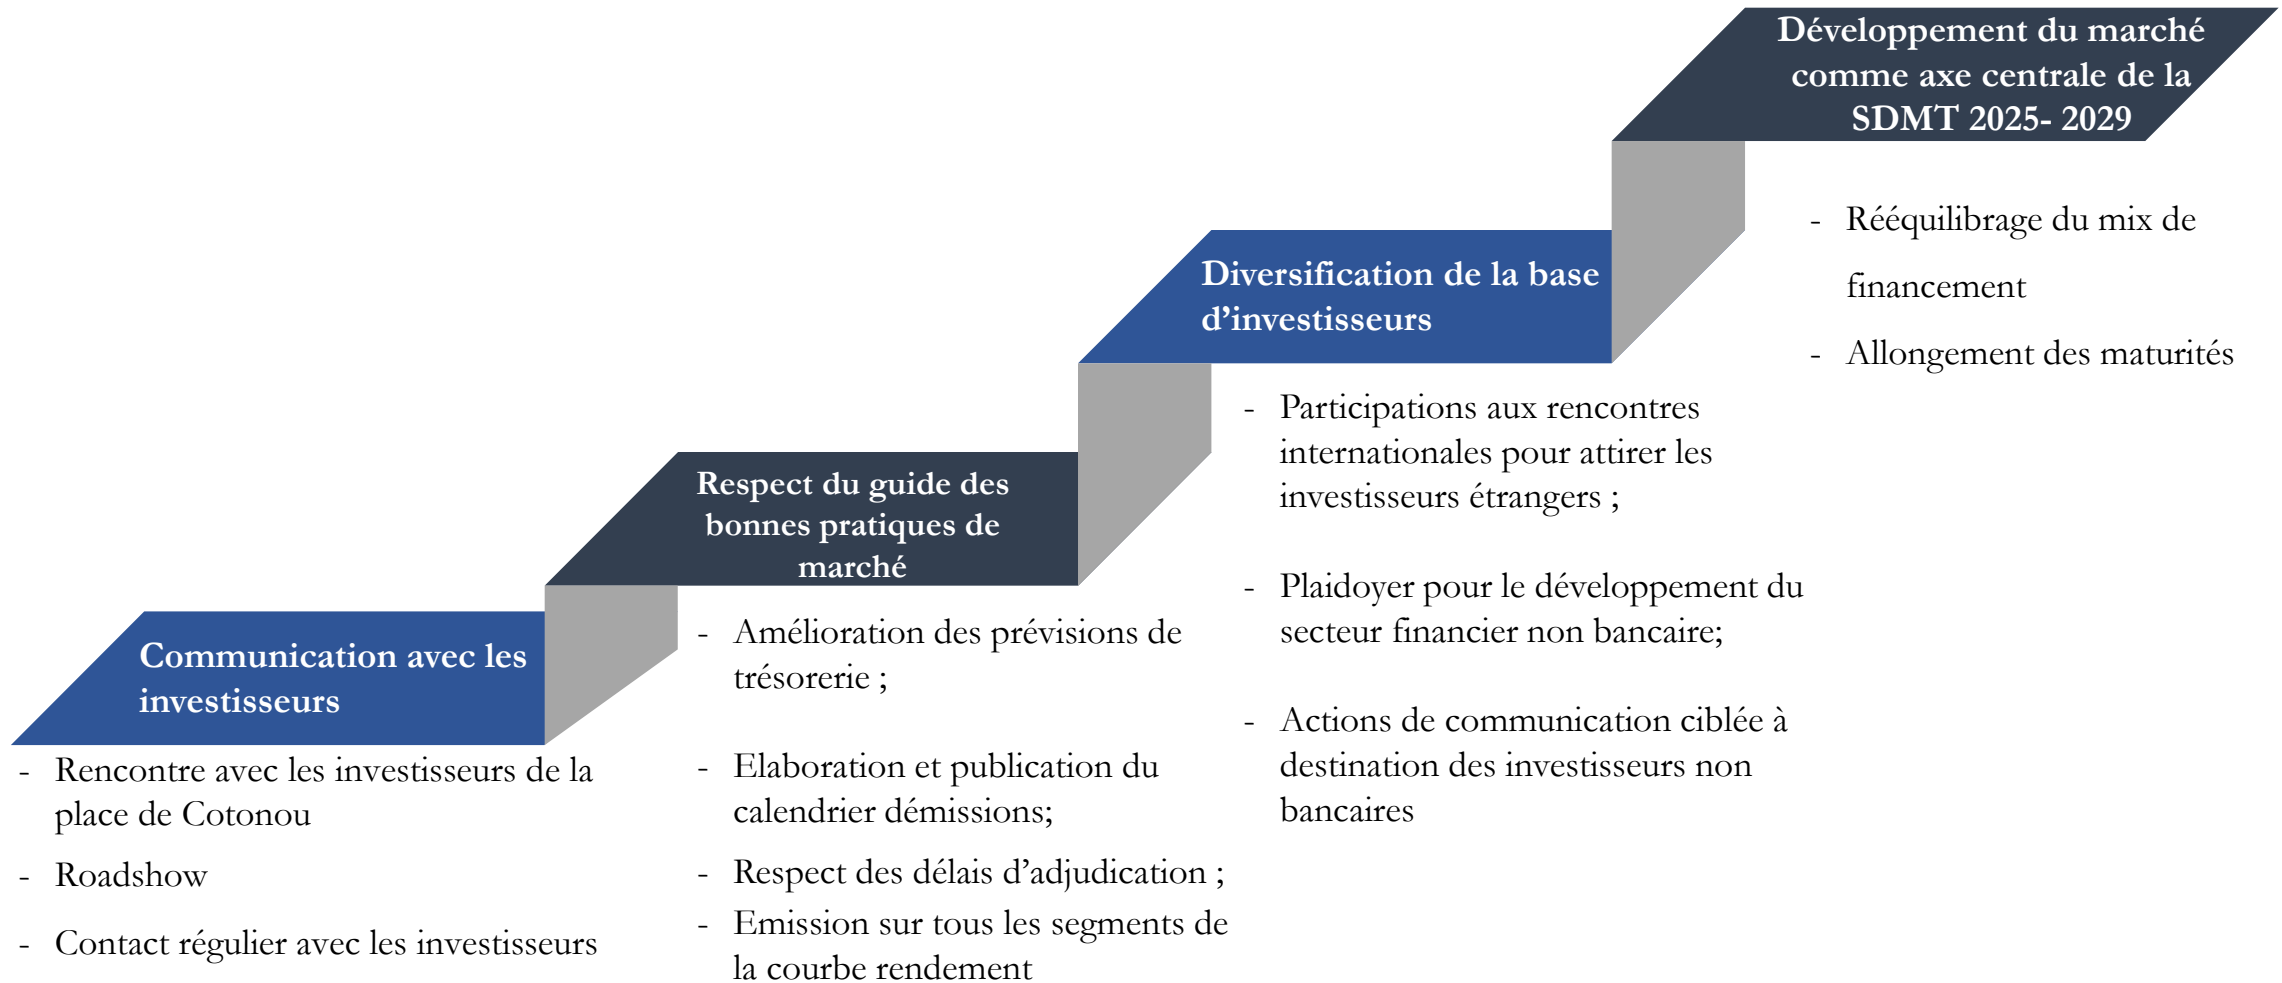 Communication avec les
investisseurs
- Rencontre avec les investisseurs de la
place de Cotonou
- Roadshow
- Contact régulier avec les investisseurs
Respect du guide des
bonnes pratiques de
marché
- Amélioration des prévisions de
trésorerie ;
- Elaboration et publication du
calendrier démissions;
- Respect des délais d’adjudication ;
- Emission sur tous les segments de
la courbe rendement
Diversification de la base
d’investisseurs
- Participations aux rencontres
internationales pour attirer les
investisseurs étrangers ;
- Plaidoyer pour le développement du
secteur financier non bancaire;
- Actions de communication ciblée à
destination des investisseurs non
bancaires
Développement du marché
comme axe centrale de la
SDMT 2025- 2029
- Rééquilibrage du mix de
financement
- Allongement des maturités